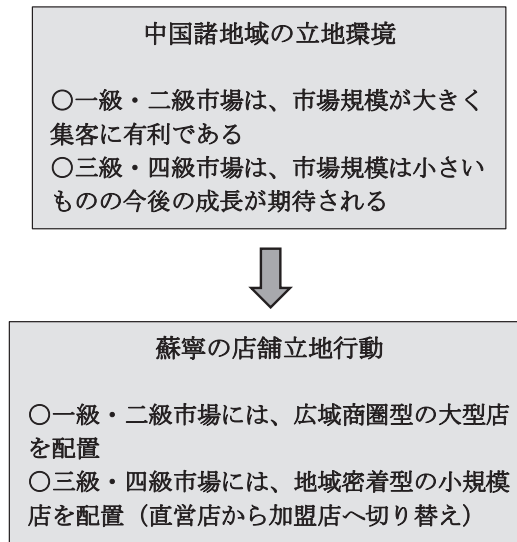 中国諸地域の立地環境
○一級・二級市場は、市場規模が大きく
集客に有利である
○三級・四級市場は、市場規模は小さい
ものの今後の成長が期待される
蘇寧の店舗立地行動
○一級・二級市場には、広域商圏型の大型店
を配置
○三級・四級市場には、地域密着型の小規模
店を配置（直営店から加盟店へ切り替え）